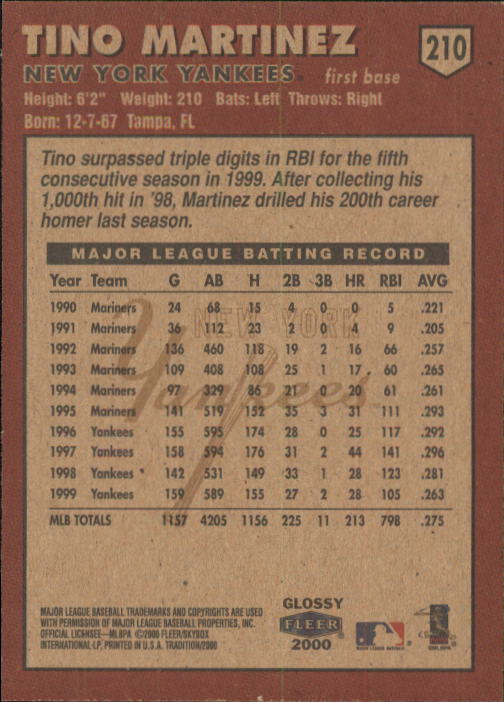 TINO MARTINEZ
210
NEW YORK YANKEES® first base
Height: 6'2" Weight: 210 Bats: Left Throws: Right
Born: 12-7-67 Tampa, FL
Tino surpassed triple digits in RBI for the fifth
consecutive season in 1999. After collecting his
1,000th hit in '98, Martinez drilled his 200th career
homer last season.
MAJOR LEAGUE BATTING RECORD
Year Team G AB H 2B 3B HR RBI AVG
1990 Mariners 24 68 15 4 0 0 5 .221
1991 Mariners 36 112 23 2 0 4 9 .205
1992 Mariners 136 460 118 19 2 16 66 .257
1993 Mariners 109 408 108 25 1 17 60 .265
1994 Mariners 97 329 86 21 0 20 61 .261
1995 Mariners 141 519 152 35 3 31 111 .293
1996 Yankees 155 595 174 28 0 25 117 .292
1997 Yankees 158 594 176 31 2 44 141 .296
1998 Yankees 142 531 149 33 1 28 123 .281
1999 Yankees 159 589 155 27 2 28 105 .263
MLB TOTALS 1157 4205 1156 225 11 213 798 .275
NEW YORK
Yankees
MAJOR LEAGUE BASEBALL TRADEMARKS AND COPYRIGHTS ARE USED
WITH PERMISSION OF MAJOR LEAGUE BASEBALL PROPERTIES, INC.
OFFICIAL LICENSEE—MLBPA ©2000 FLEER/SKYBOX
INTERNATIONAL-LP, PRINTED IN U.S.A. TRADITION/2000
GLOSSY
FLEER
2000
MAJOR LEAGUE BASEBALL